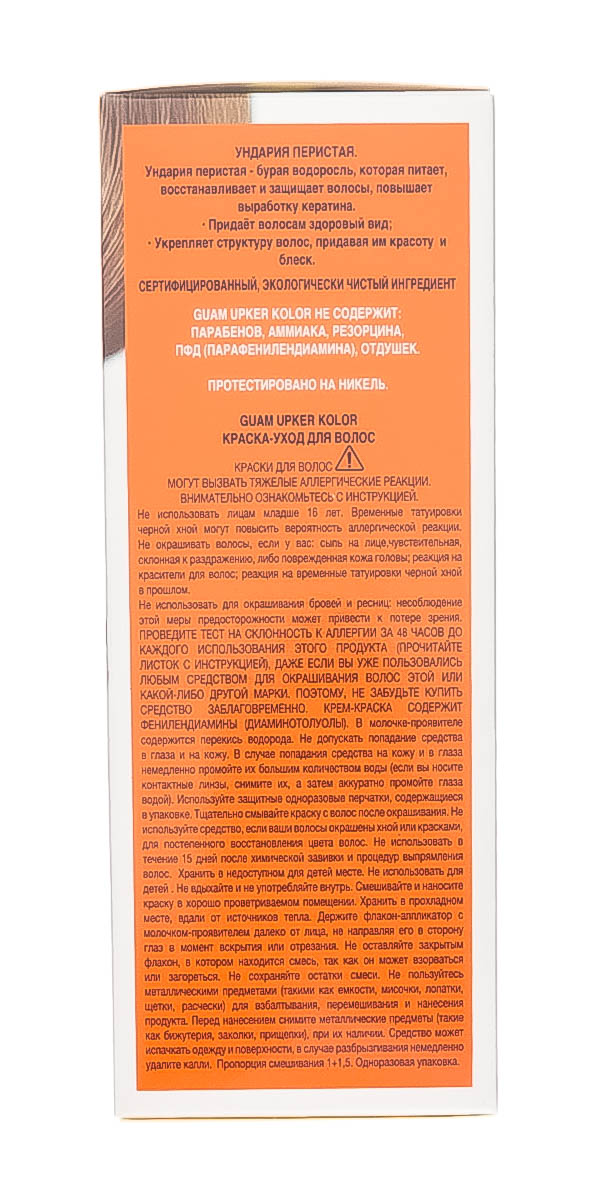 УНДАРИЯ ПЕРИСТАЯ.
Ундария перистая - бурая водоросль, которая питает,
восстанавливает и защищает волосы, повышает
выработку кератина.
· Придаёт волосам здоровый вид;
· Укрепляет структуру волос, придавая им красоту и
блеск.
СЕРТИФИЦИРОВАННЫЙ, ЭКОЛОГИЧЕСКИ ЧИСТЫЙ ИНГРЕДИЕНТ
GUAM UPKER KOLOR НЕ СОДЕРЖИТ:
ПАРАБЕНОВ, АММИАКА, РЕЗОРЦИНА,
ПФД (ПАРАФЕНИЛЕНДИАМИНА), ОТДУШЕК.
ПРОТЕСТИРОВАНО НА НИКЕЛЬ.
GUAM UPKER KOLOR
КРАСКА-УХОД ДЛЯ ВОЛОС
КРАСКИ ДЛЯ ВОЛОС
МОГУТ ВЫЗВАТЬ ТЯЖЕЛЫЕ АЛЛЕРГИЧЕСКИЕ РЕАКЦИИ.
ВНИМАТЕЛЬНО ОЗНАКОМЬТЕСЬ С ИНСТРУКЦИЕЙ.
Не использовать лицам младше 16 лет. Временные татуировки
черной хной могут повысить вероятность аллергической реакции.
Не окрашивать волосы, если у вас: сыпь на лице,чувствительная,
склонная к раздражению, либо поврежденная кожа головы; реакция на
красители для волос; реакция на временные татуировки черной хной
в прошлом.
Не использовать для окрашивания бровей и ресниц: несоблюдение
этой меры предосторожности может привести к потере зрения.
ПРОВЕДИТЕ ТЕСТ НА СКЛОННОСТЬ К АЛЛЕРГИИ ЗА 48 ЧАСОВ ДО
КАЖДОГО ИСПОЛЬЗОВАНИЯ ЭТОГО ПРОДУКТА (ПРОЧИТАЙТЕ
ЛИСТОК С ИНСТРУКЦИЕЙ), ДАЖЕ ЕСЛИ ВЫ УЖЕ ПОЛЬЗОВАЛИСЬ
ЛЮБЫМ СРЕДСТВОМ ДЛЯ ОКРАШИВАНИЯ ВОЛОС ЭТОЙ ИЛИ
КАКОЙ-ЛИБО ДРУГОЙ МАРКИ. ПОЭТОМУ, НЕ ЗАБУДЬТЕ КУПИТЬ
СРЕДСТВО ЗАБЛАГОВРЕМЕННО. КРЕМ-КРАСКА СОДЕРЖИТ
ФЕНИЛЕНДИАМИНЫ (ДИАМИНОТОЛУОЛЫ). В молочке-проявителе
содержится перекись водорода. Не допускать попадание средства
в глаза и на кожу. В случае попадания средства на кожу и в глаза
немедленно промойте их большим количеством воды (если вы носите
контактные линзы, снимите их, а затем аккуратно промойте глаза
водой). Используйте защитные одноразовые перчатки, содержащиеся
в упаковке. Тщательно смывайте краску с волос после окрашивания. Не
используйте средство, если ваши волосы окрашены хной или красками,
для постепенного восстановления цвета волос. Не использовать в
течение 15 дней после химической завивки и процедур выпрямления
волос. Хранить в недоступном для детей месте. Не использовать для
детей . Не вдыхайте и не употребляйте внутрь. Смешивайте и наносите
краску в хорошо проветриваемом помещении. Хранить в прохладном
месте, вдали от источников тепла. Держите флакон-аппликатор с
молочком-проявителем далеко от лица, не направляя его в сторону
глаз в момент вскрытия или отрезания. Не оставляйте закрытым
флакон, в котором находится смесь, так как он может взорваться
или загореться. Не сохраняйте остатки смеси. Не пользуйтесь
металлическими предметами (такими как емкости, мисочки, лопатки,
щетки, расчески) для взбалтывания, перемешивания и нанесения
продукта. Перед нанесением снимите металлические предметы (такие
как бижутерия, заколки, прищепки), при их наличии. Средство может
испачкать одежду и поверхности, в случае разбрызгивания немедленно
удалите капли. Пропорция смешивания 1+1,5. Одноразовая упаковка.